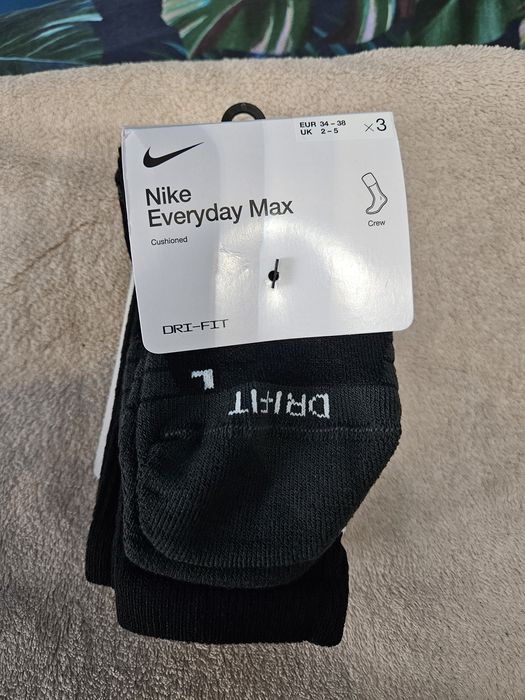 EUR 34 – 38
UK 2 – 5
×3
Nike
Everyday Max
Cushioned
Crew
DRI-FIT
L
DRI-FIT